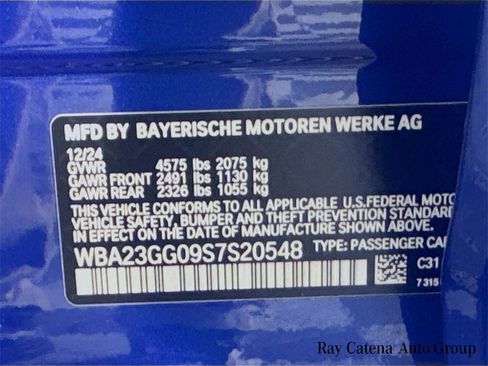 MFD BY BAYERISCHE MOTOREN WERKE AG
12/24
GVWR 4575 lbs 2075 kg
GAWR FRONT 2491 lbs 1130 kg
GAWR REAR 2326 lbs 1055 kg
THIS VEHICLE CONFORMS TO ALL APPLICABLE U.S.FEDERAL MOTO
VEHICLE SAFETY, BUMPER AND THEFT PREVENTION STANDARD
IN EFFECT ON THE DATE OF MANUFACTURE SHOWN ABOVE.
WBA23GG09S7S20548 TYPE: PASSENGER CAR
C31
7 315
Ray Catena Auto Group